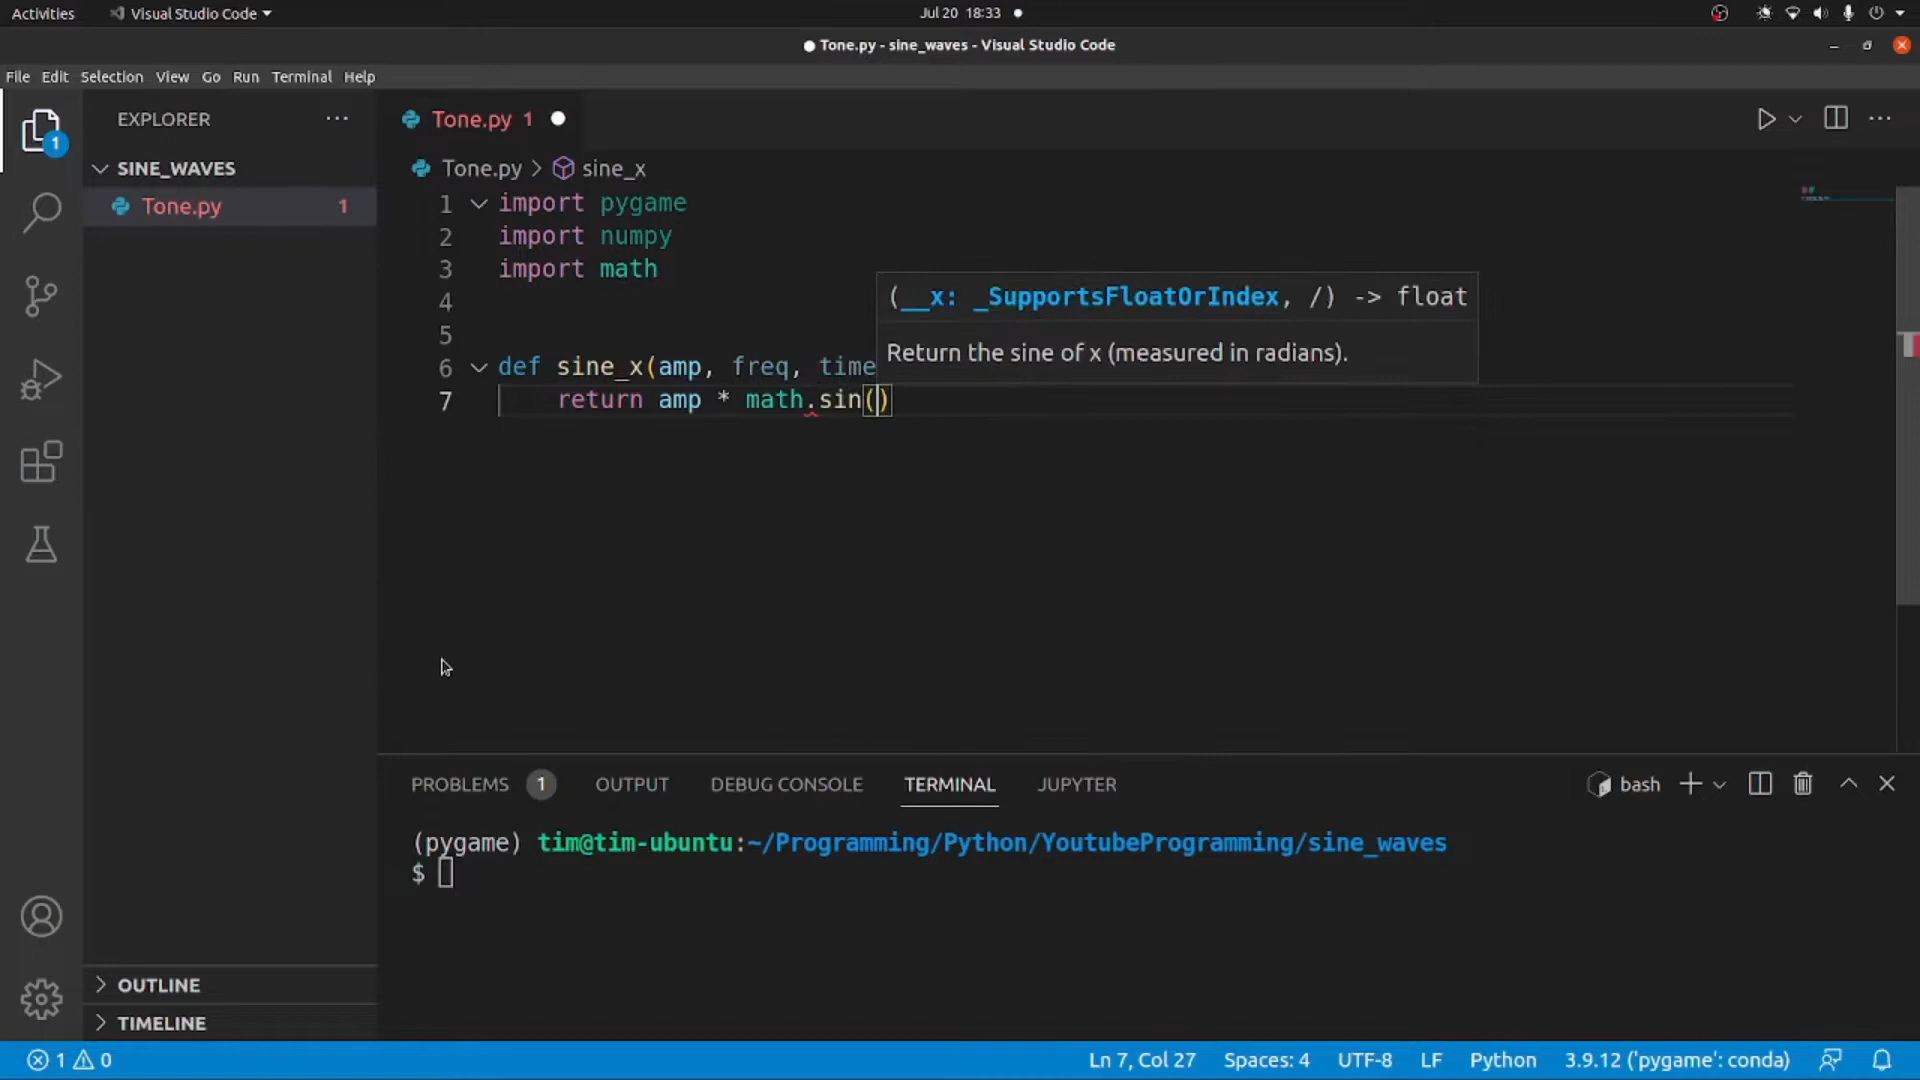 Activities Visual Studio Code Jul 20 18:33
Tone.py - sine_waves - Visual Studio Code
File Edit Selection View Go Run Terminal Help
EXPLORER
Tone.py 1
SINE_WAVES
Tone.py > sine_x
Tone.py 1
1 import pygame
2 import numpy
3 import math
4
5
6 def sine_x(amp, freq, time
7 return amp * math.sin()
(__x: _SupportsFloatOrIndex, /) -> float
Return the sine of x (measured in radians).
1
PROBLEMS 1 OUTPUT DEBUG CONSOLE TERMINAL JUPYTER bash
(pygame) tim@tim-ubuntu:~/Programming/Python/YoutubeProgramming/sine_waves
$
OUTLINE
TIMELINE
1 0 Ln 7, Col 27 Spaces: 4 UTF-8 LF Python 3.9.12 ('pygame': conda)